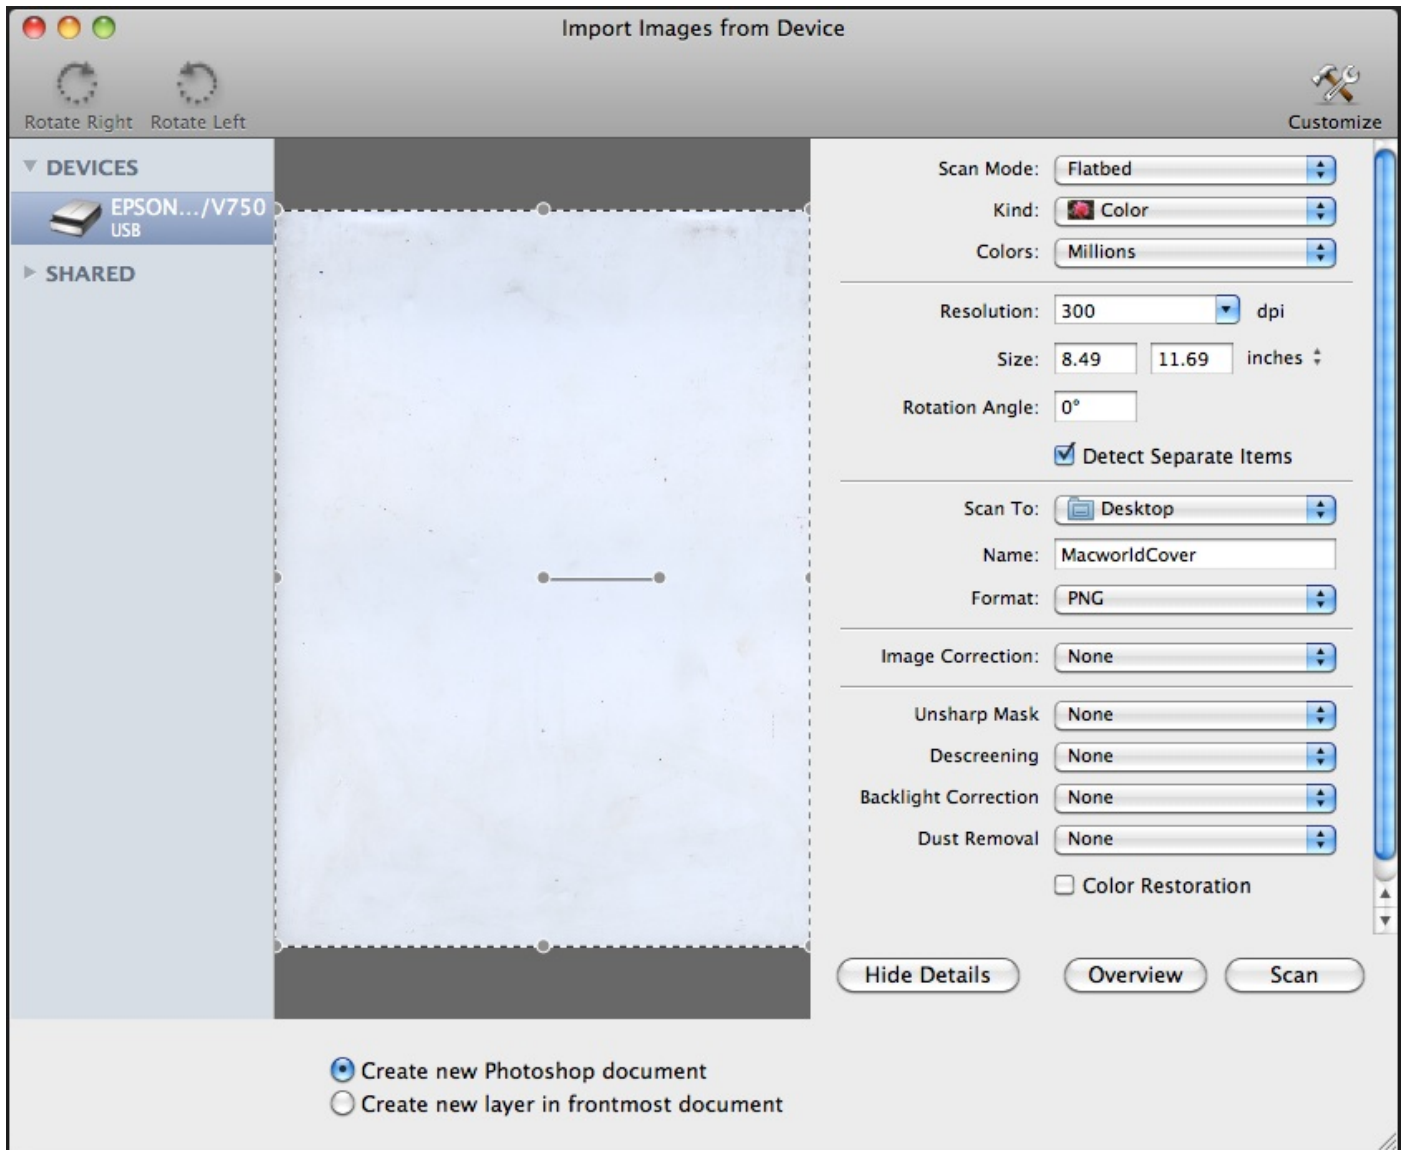 Import Images from Device
Rotate Right Rotate Left Customize
DEVICES
EPSON.../V750
USB
SHARED
Scan Mode: Flatbed
Kind: Color
Colors: Millions
Resolution: 300 dpi
Size: 8.49 11.69 inches
Rotation Angle: 0°
Detect Separate Items
Scan To: Desktop
Name: MacworldCover
Format: PNG
Image Correction: None
Unsharp Mask None
Descreening None
Backlight Correction None
Dust Removal None
Color Restoration
Hide Details Overview Scan
Create new Photoshop document
Create new layer in frontmost document